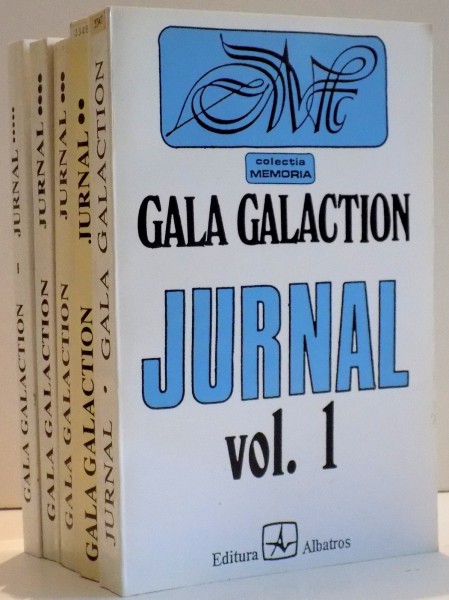 colecția
MEMORIA
GALA GALACTION
JURNAL
vol. 1
Editura Albatros
JURNAL • GALA GALACTION
GALA GALACTION JURNAL ••
GALA GALACTION JURNAL •••
GALA GALACTION JURNAL ••••
GALA GALACTION — JURNAL •••••